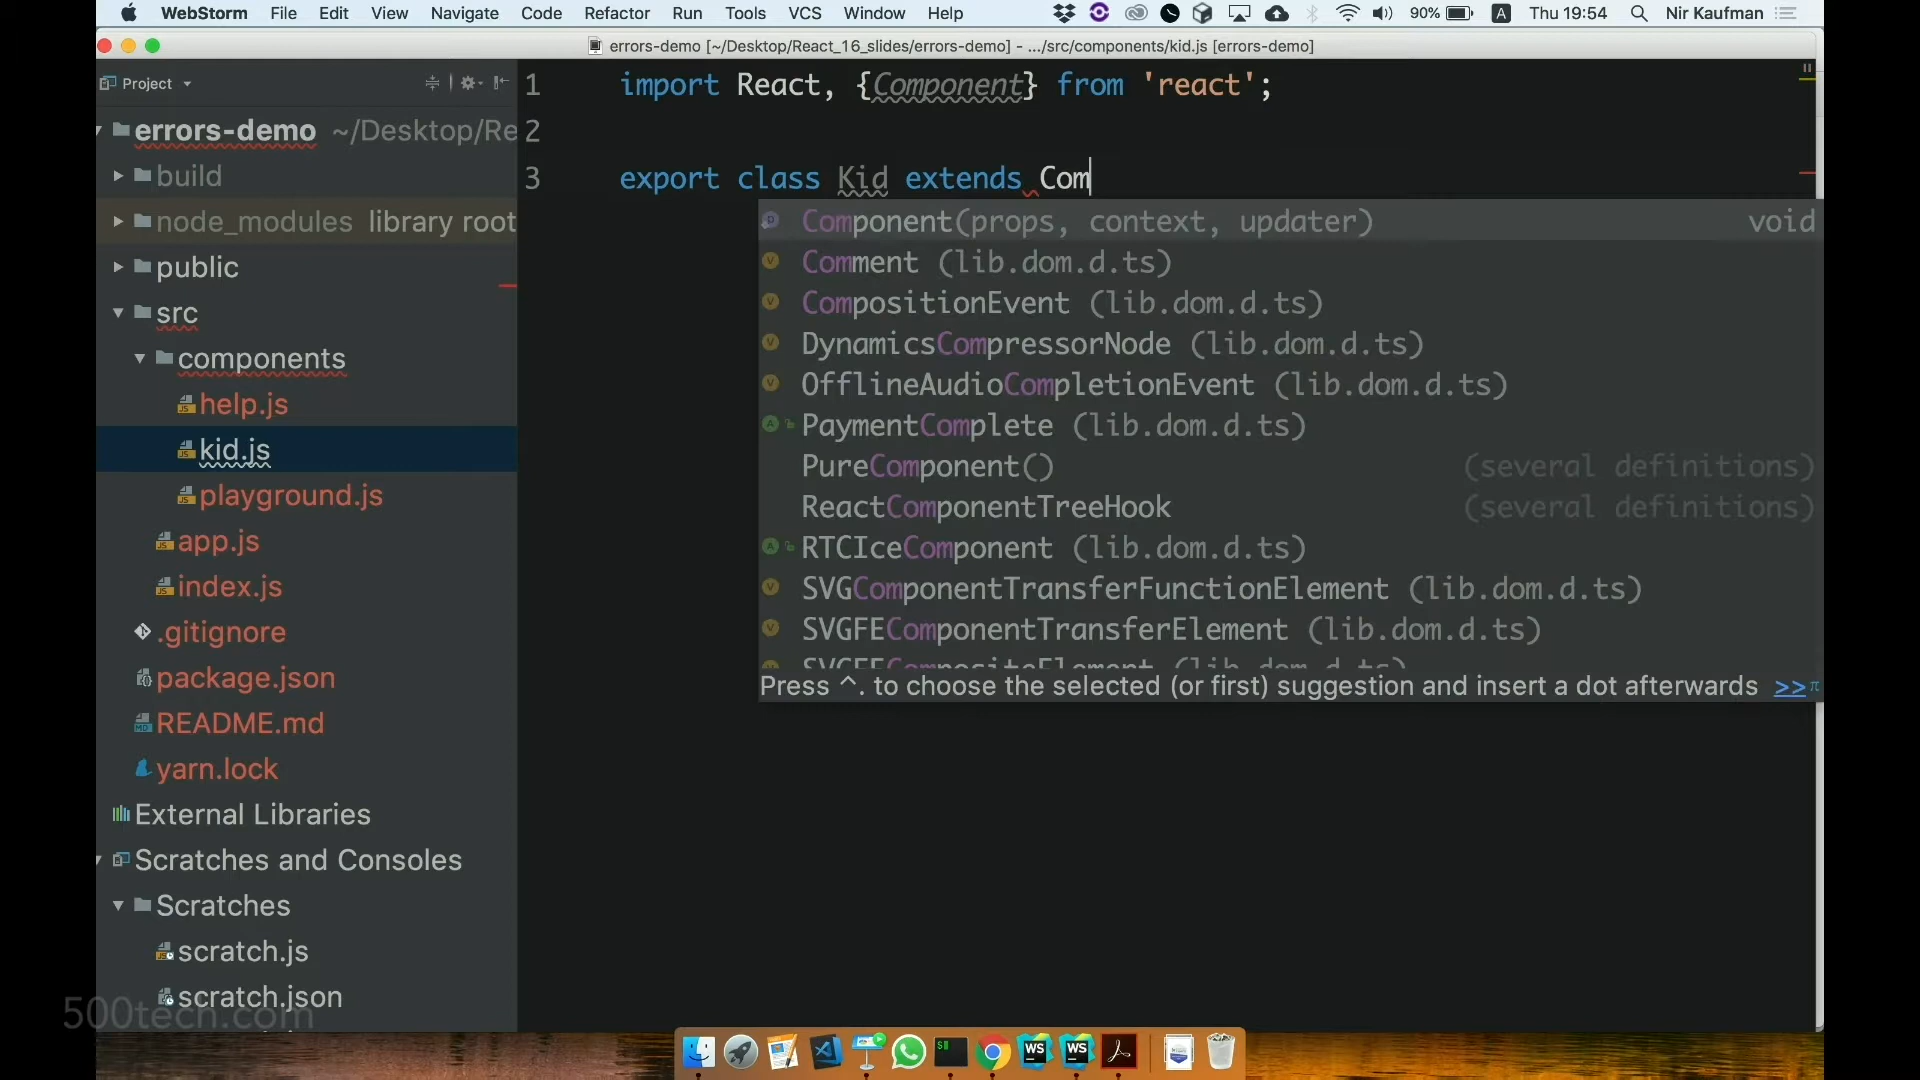 WebStorm File Edit View Navigate Code Refactor Run Tools VCS Window Help 90% A Thu 19:54 Nir Kaufman
errors-demo [~/Desktop/React_16_slides/errors-demo] - .../src/components/kid.js [errors-demo]
Project
errors-demo ~/Desktop/Re
build
node_modules library root
public
src
components
help.js
kid.js
playground.js
app.js
index.js
.gitignore
package.json
README.md
yarn.lock
External Libraries
Scratches and Consoles
Scratches
scratch.js
scratch.json
1 import React, {Component} from 'react';
2
3 export class Kid extends Com
Component(props, context, updater) void
Comment (lib.dom.d.ts)
CompositionEvent (lib.dom.d.ts)
DynamicsCompressorNode (lib.dom.d.ts)
OfflineAudioCompletionEvent (lib.dom.d.ts)
PaymentComplete (lib.dom.d.ts)
PureComponent() (several definitions)
ReactComponentTreeHook (several definitions)
RTCIceComponent (lib.dom.d.ts)
SVGComponentTransferFunctionElement (lib.dom.d.ts)
SVGFEComponentTransferElement (lib.dom.d.ts)
SVGFECompositeElement (lib.dom.d.ts)
Press ^. to choose the selected (or first) suggestion and insert a dot afterwards >> π
500tech.com
WS WS